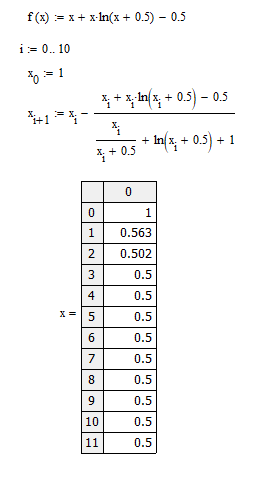 f(x) := x + x·ln(x + 0.5) − 0.5
i := 0.. 10
x₀ := 1
xᵢ₊₁ := xᵢ − (xᵢ + xᵢ·ln(xᵢ + 0.5) − 0.5) / (xᵢ / (xᵢ + 0.5) + ln(xᵢ + 0.5) + 1)
x =
0
0 1
1 0.563
2 0.502
3 0.5
4 0.5
5 0.5
6 0.5
7 0.5
8 0.5
9 0.5
10 0.5
11 0.5